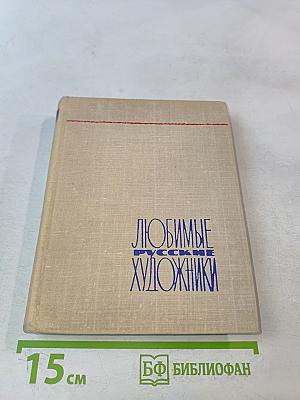 ЛЮБИМЫЕ
РУССКИЕ
ХУДОЖНИКИ
15 см
БФ БИБЛИОФАН